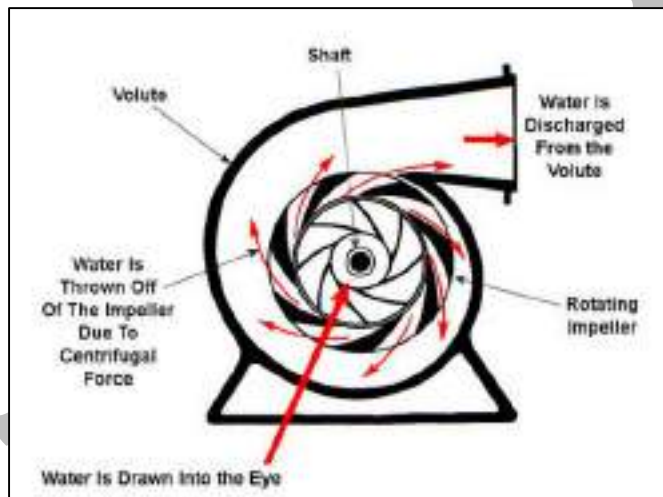 Shaft
Volute
Water Is
Discharged
From the
Volute
Water Is
Thrown Off
Of The Impeller
Due To
Centrifugal
Force
Rotating
Impeller
Water Is Drawn Into the Eye